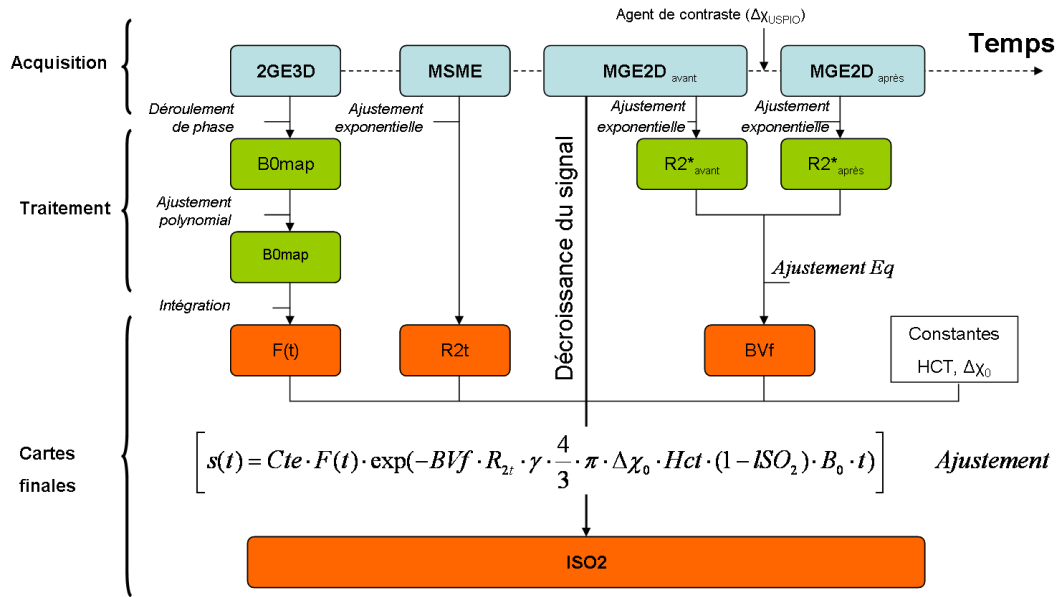 Agent de contraste (ΔχUSPIO)
Temps
Acquisition
2GE3D
MSME
MGE2D avant
MGE2D après
Déroulement
de phase
Ajustement
exponentielle
Ajustement
exponentielle
Ajustement
exponentielle
Traitement
B0map
R2*avant
R2*après
Ajustement
polynomial
B0map
Ajustement Eq
Intégration
Décroissance du signal
F(t)
R2t
BVf
Constantes
HCT, Δχ0
Cartes
finales
[s(t) = Cte · F(t) · exp(−BVf · R2t · γ · 4/3 · π · Δχ0 · Hct · (1 − lSO2) · B0 · t)]
Ajustement
ISO2